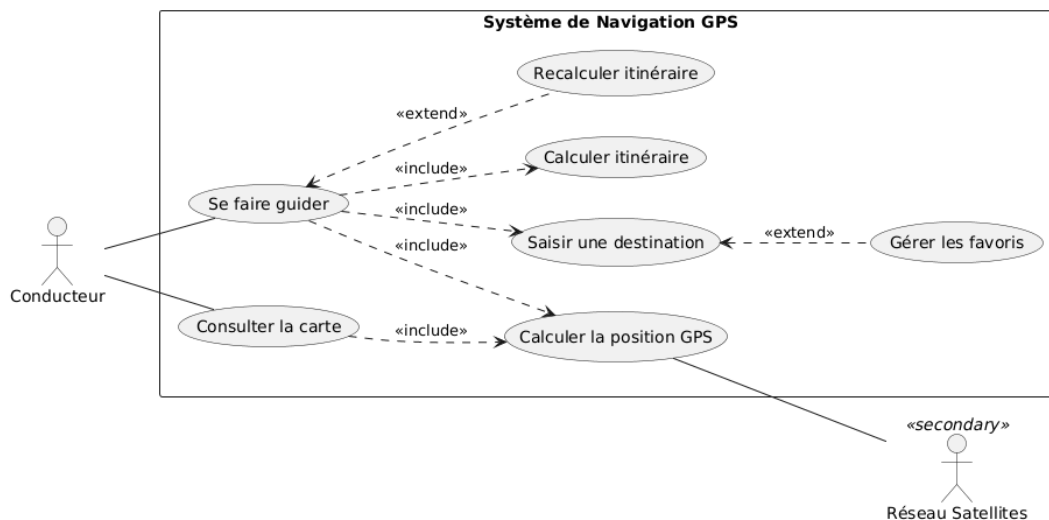 Système de Navigation GPS
Recalculer itinéraire
«extend»
Calculer itinéraire
«include»
Se faire guider
«include»
Saisir une destination
«extend»
Gérer les favoris
«include»
Conducteur
Consulter la carte
«include»
Calculer la position GPS
«secondary»
Réseau Satellites